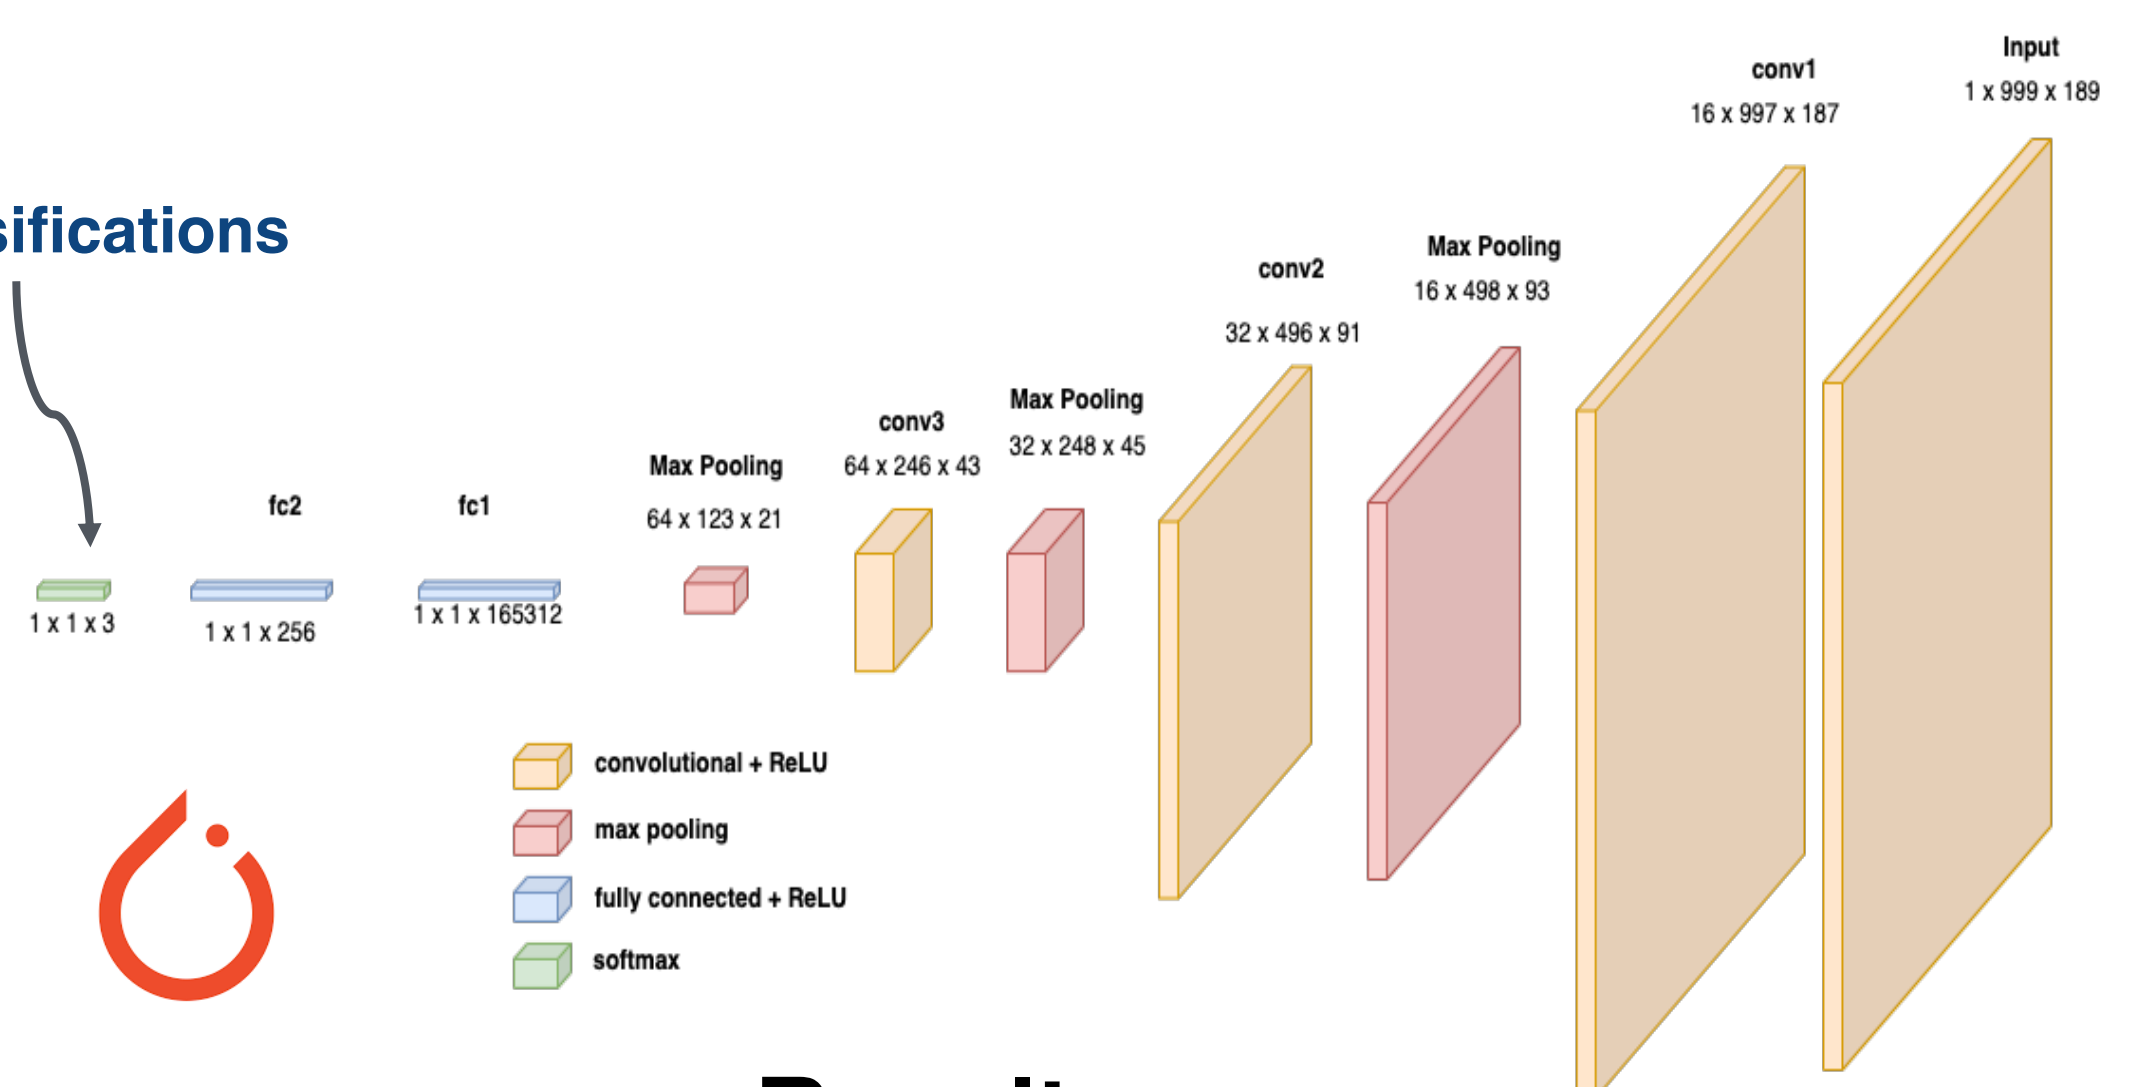 Input
1 x 999 x 189
conv1
16 x 997 x 187
Max Pooling
16 x 498 x 93
conv2
32 x 496 x 91
Max Pooling
32 x 248 x 45
conv3
64 x 246 x 43
Max Pooling
64 x 123 x 21
fc1
1 x 1 x 165312
fc2
1 x 1 x 256
1 x 1 x 3
sifications
convolutional + ReLU
max pooling
fully connected + ReLU
softmax